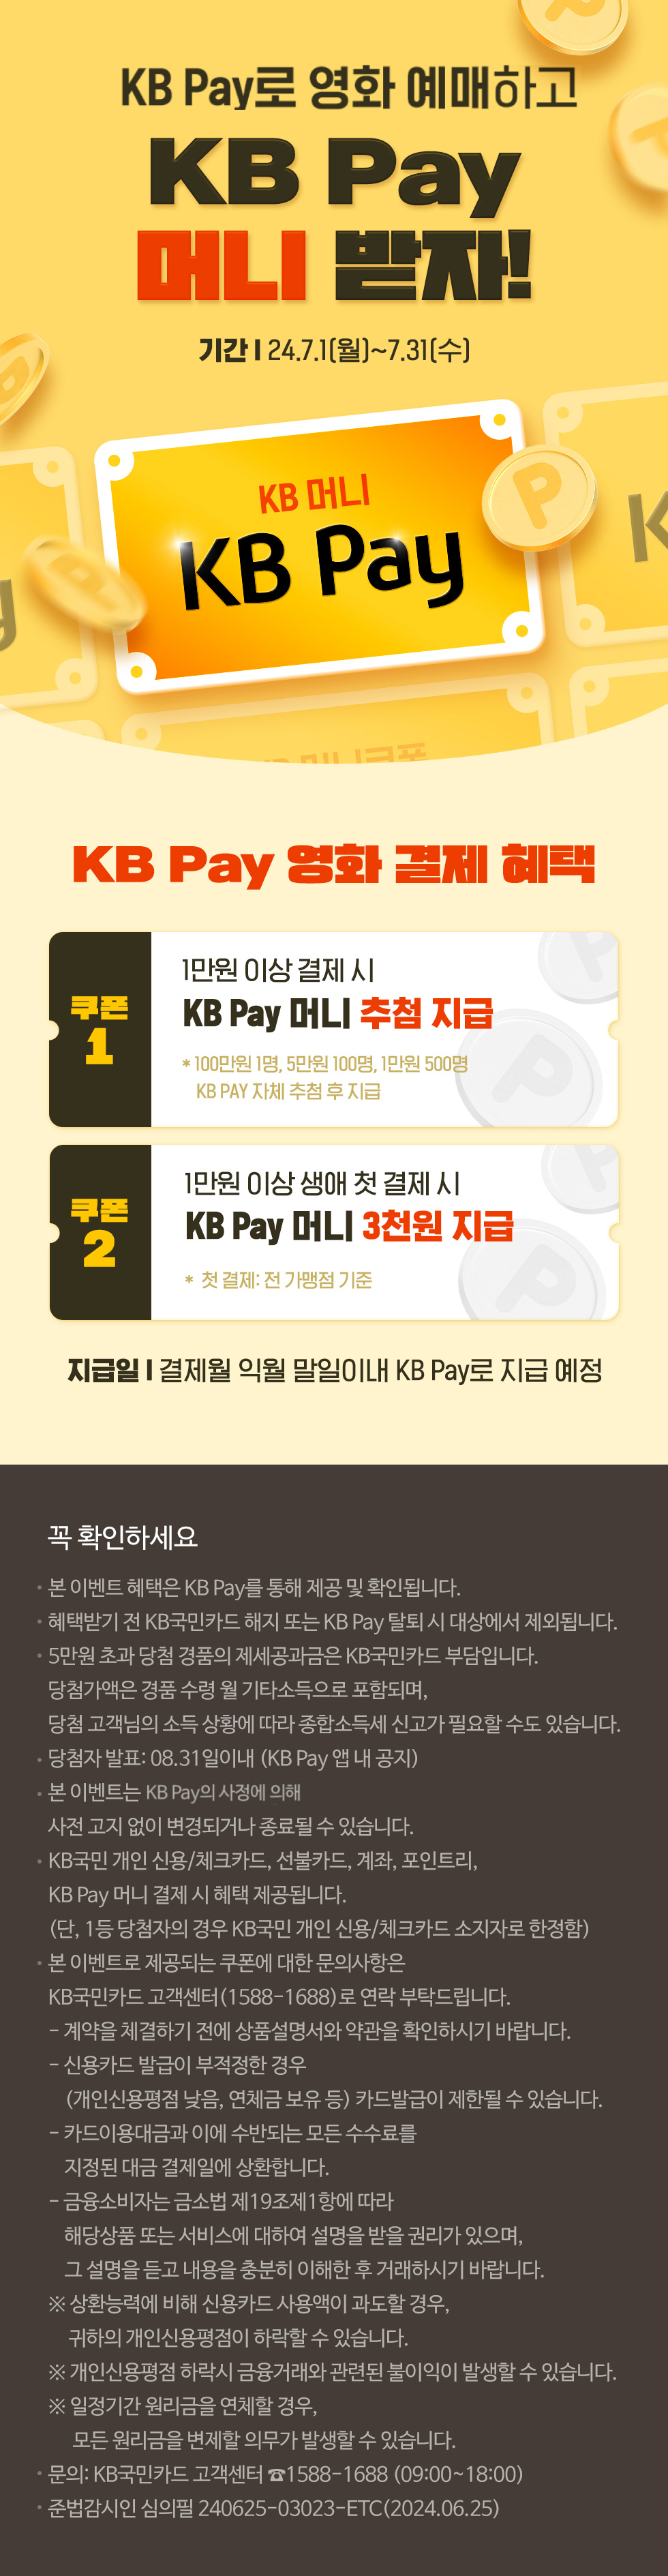 KB Pay로 영화 예매하고
KB Pay
머니 받자!
기간 I 24.7.1(월)~7.31(수)
KB 머니
KB Pay
KB Pay 영화 결제 혜택
쿠폰
1
1만원 이상 결제 시
KB Pay 머니 추첨 지급
* 100만원 1명, 5만원 100명, 1만원 500명
KB PAY 자체 추첨 후 지급
쿠폰
2
1만원 이상 생애 첫 결제 시
KB Pay 머니 3천원 지급
* 첫 결제: 전 가맹점 기준
지급일 I 결제월 익월 말일이내 KB Pay로 지급 예정
꼭 확인하세요
• 본 이벤트 혜택은 KB Pay를 통해 제공 및 확인됩니다.
• 혜택받기 전 KB국민카드 해지 또는 KB Pay 탈퇴 시 대상에서 제외됩니다.
• 5만원 초과 당첨 경품의 제세공과금은 KB국민카드 부담입니다.
당첨가액은 경품 수령 월 기타소득으로 포함되며,
당첨 고객님의 소득 상황에 따라 종합소득세 신고가 필요할 수도 있습니다.
• 당첨자 발표: 08.31일이내 (KB Pay 앱 내 공지)
• 본 이벤트는 KB Pay의 사정에 의해
사전 고지 없이 변경되거나 종료될 수 있습니다.
• KB국민 개인 신용/체크카드, 선불카드, 계좌, 포인트리,
KB Pay 머니 결제 시 혜택 제공됩니다.
(단, 1등 당첨자의 경우 KB국민 개인 신용/체크카드 소지자로 한정함)
• 본 이벤트로 제공되는 쿠폰에 대한 문의사항은
KB국민카드 고객센터(1588-1688)로 연락 부탁드립니다.
- 계약을 체결하기 전에 상품설명서와 약관을 확인하시기 바랍니다.
- 신용카드 발급이 부적정한 경우
(개인신용평점 낮음, 연체금 보유 등) 카드발급이 제한될 수 있습니다.
- 카드이용대금과 이에 수반되는 모든 수수료를
지정된 대금 결제일에 상환합니다.
- 금융소비자는 금소법 제19조제1항에 따라
해당상품 또는 서비스에 대하여 설명을 받을 권리가 있으며,
그 설명을 듣고 내용을 충분히 이해한 후 거래하시기 바랍니다.
※ 상환능력에 비해 신용카드 사용액이 과도할 경우,
귀하의 개인신용평점이 하락할 수 있습니다.
※ 개인신용평점 하락시 금융거래와 관련된 불이익이 발생할 수 있습니다.
※ 일정기간 원리금을 연체할 경우,
모든 원리금을 변제할 의무가 발생할 수 있습니다.
• 문의: KB국민카드 고객센터 ☎1588-1688 (09:00~18:00)
• 준법감시인 심의필 240625-03023-ETC(2024.06.25)